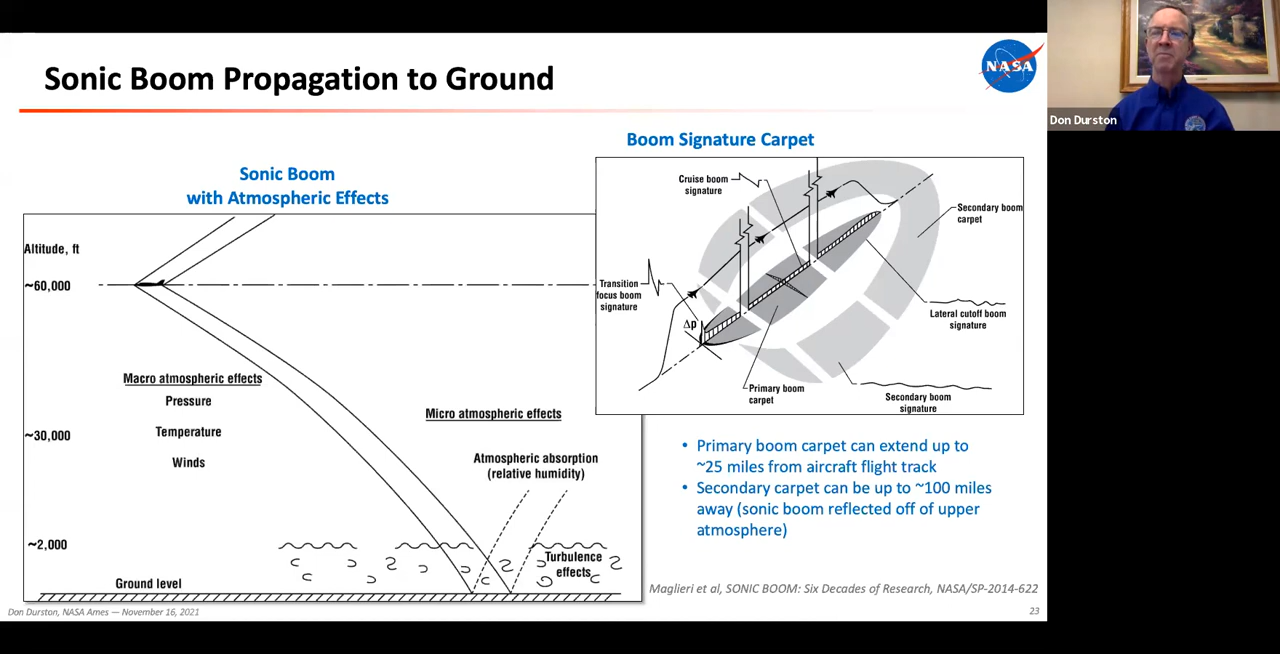 Sonic Boom Propagation to Ground
NASA
Don Durston
Sonic Boom
with Atmospheric Effects
Altitude, ft
~60,000
Macro atmospheric effects
Pressure
Temperature
Winds
~30,000
Micro atmospheric effects
Atmospheric absorption
(relative humidity)
~2,000
Turbulence
effects
Ground level
Boom Signature Carpet
Cruise boom
signature
Secondary boom
carpet
Transition
focus boom
signature
Δp
Lateral cutoff boom
signature
Primary boom
carpet
Secondary boom
signature
• Primary boom carpet can extend up to
~25 miles from aircraft flight track
• Secondary carpet can be up to ~100 miles
away (sonic boom reflected off of upper
atmosphere)
Maglieri et al, SONIC BOOM: Six Decades of Research, NASA/SP-2014-622
Don Durston, NASA Ames — November 16, 2021
23